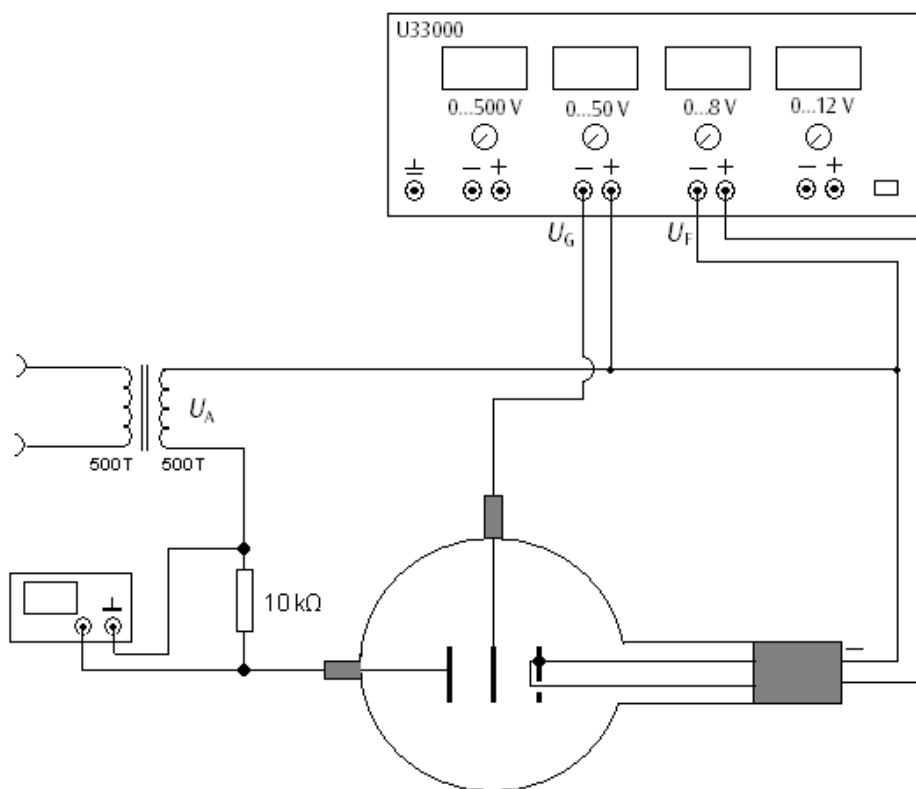 U33000
0...500 V 0...50 V 0...8 V 0...12 V
− + − + − + − +
U_G U_F
U_A
500T 500T
10 kΩ
−